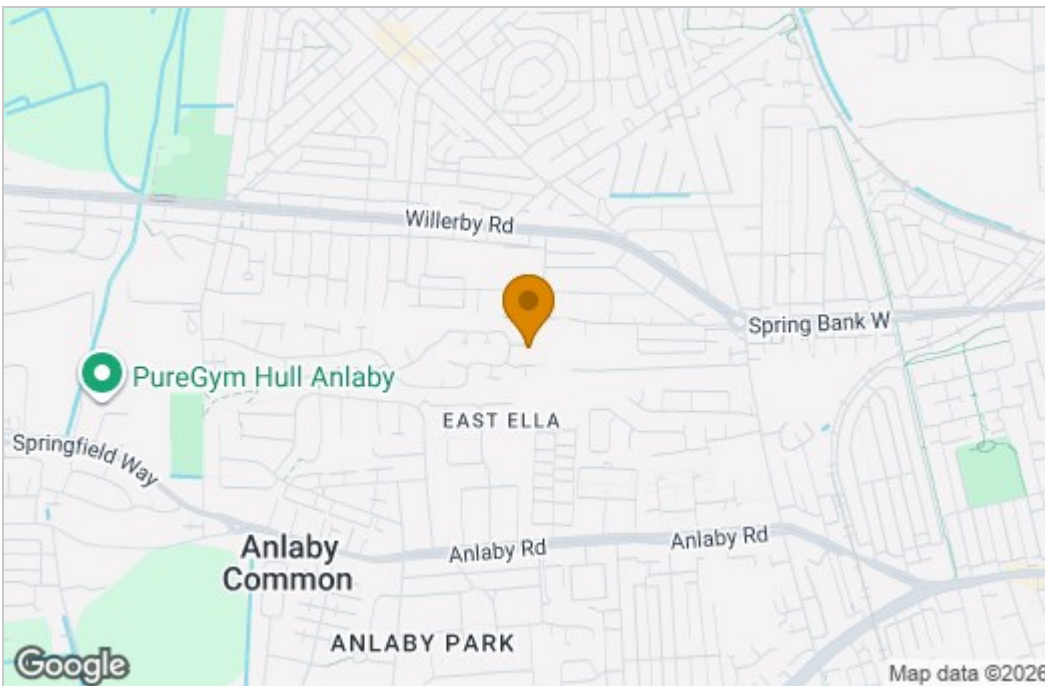 Willerby Rd
Spring Bank W
PureGym Hull Anlaby
EAST ELLA
Springfield Way
Anlaby Rd
Anlaby Rd
Anlaby
Common
ANLABY PARK
Google
Map data ©2026